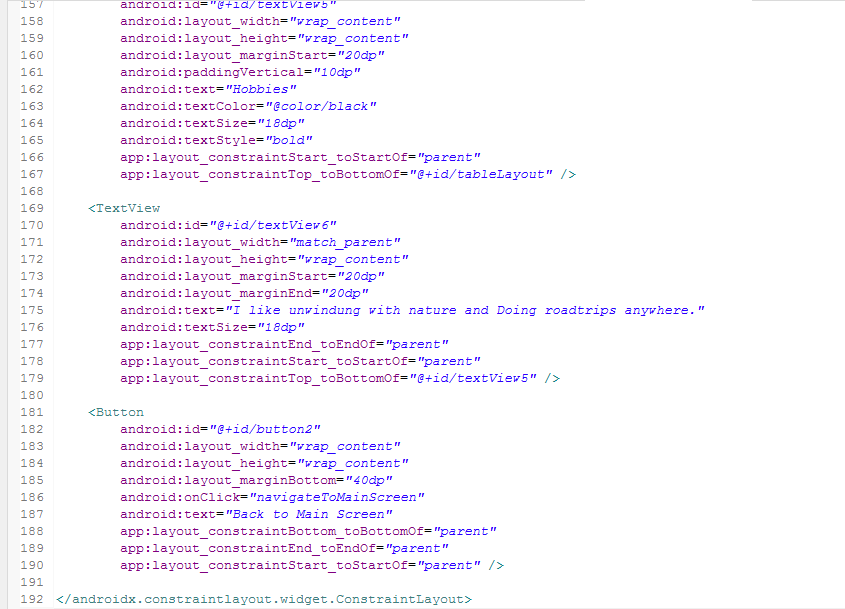 157 android:id="@+id/textView5"
158 android:layout_width="wrap_content"
159 android:layout_height="wrap_content"
160 android:layout_marginStart="20dp"
161 android:paddingVertical="10dp"
162 android:text="Hobbies"
163 android:textColor="@color/black"
164 android:textSize="18dp"
165 android:textStyle="bold"
166 app:layout_constraintStart_toStartOf="parent"
167 app:layout_constraintTop_toBottomOf="@+id/tableLayout" />
168
169 <TextView
170 android:id="@+id/textView6"
171 android:layout_width="match_parent"
172 android:layout_height="wrap_content"
173 android:layout_marginStart="20dp"
174 android:layout_marginEnd="20dp"
175 android:text="I like unwindung with nature and Doing roadtrips anywhere."
176 android:textSize="18dp"
177 app:layout_constraintEnd_toEndOf="parent"
178 app:layout_constraintStart_toStartOf="parent"
179 app:layout_constraintTop_toBottomOf="@+id/textView5" />
180
181 <Button
182 android:id="@+id/button2"
183 android:layout_width="wrap_content"
184 android:layout_height="wrap_content"
185 android:layout_marginBottom="40dp"
186 android:onClick="navigateToMainScreen"
187 android:text="Back to Main Screen"
188 app:layout_constraintBottom_toBottomOf="parent"
189 app:layout_constraintEnd_toEndOf="parent"
190 app:layout_constraintStart_toStartOf="parent" />
191
192 </androidx.constraintlayout.widget.ConstraintLayout>